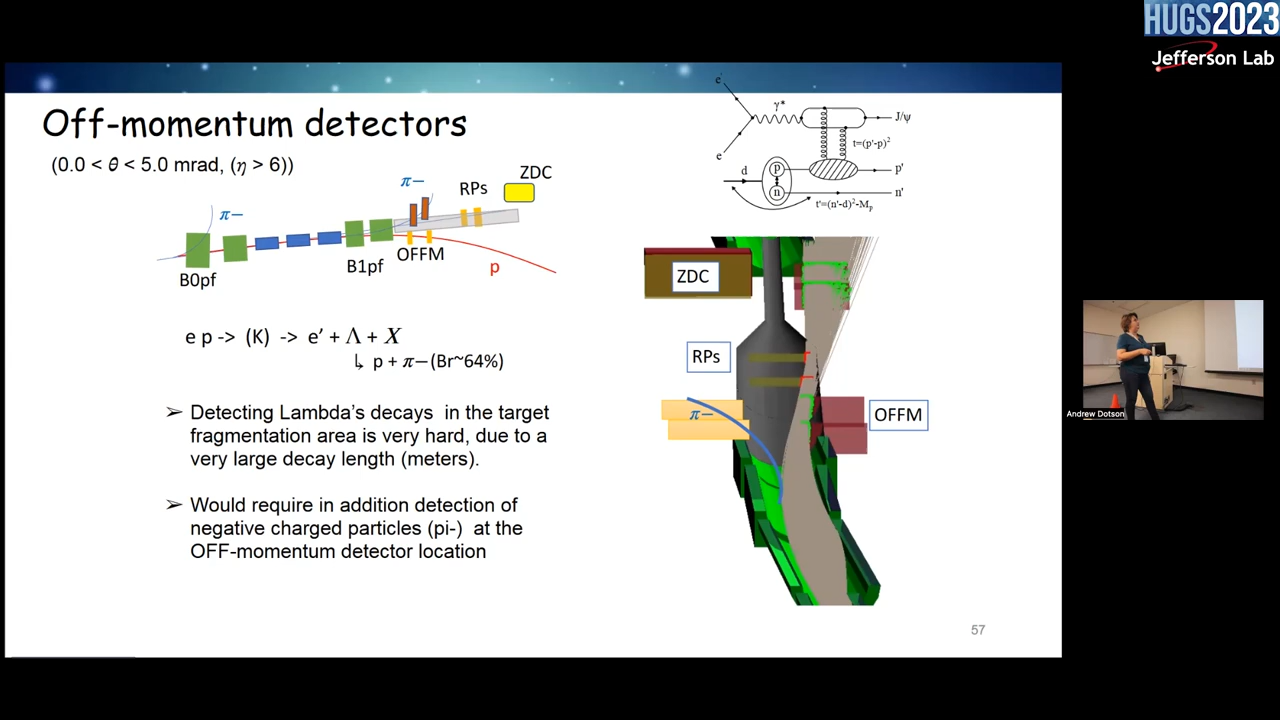 HUGS2023
Jefferson Lab
Off-momentum detectors
(0.0 < θ < 5.0 mrad, (η > 6))
π−
π−
RPs
ZDC
B0pf
B1pf
OFFM
p
e p -> (K) -> e′ + Λ + X
↳ p + π− (Br~64%)
➢ Detecting Lambda's decays in the target
fragmentation area is very hard, due to a
very large decay length (meters).
➢ Would require in addition detection of
negative charged particles (pi-) at the
OFF-momentum detector location
e'
γ*
J/ψ
t=(p'-p)²
e
d
p
p'
n
n'
t'=(n'-d)²-Mₚ
ZDC
RPs
π−
OFFM
57
Andrew Dotson